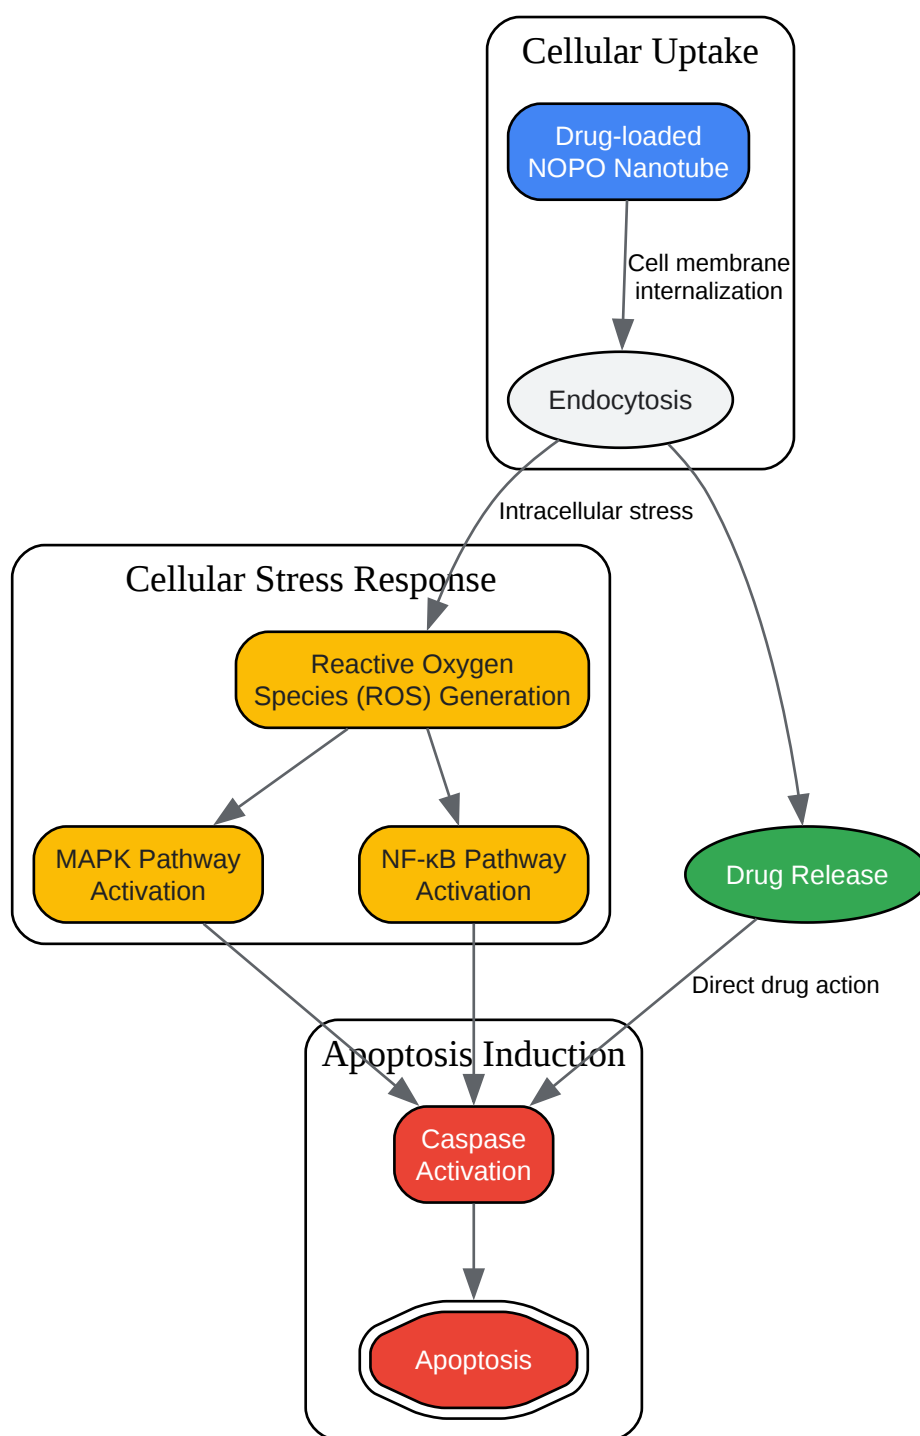 Cellular Uptake
Drug-loaded
NOPO Nanotube
Cell membrane
internalization
Endocytosis
Intracellular stress
Cellular Stress Response
Reactive Oxygen
Species (ROS) Generation
MAPK Pathway
Activation
NF-κB Pathway
Activation
Drug Release
Direct drug action
Apoptosis Induction
Caspase
Activation
Apoptosis